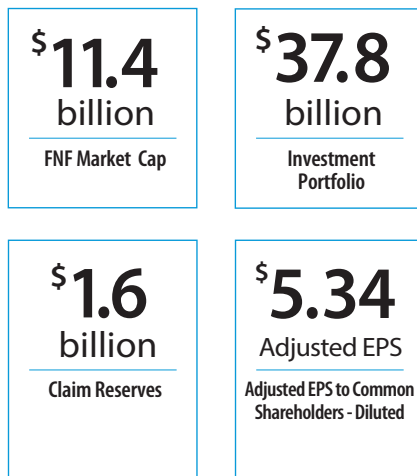 $11.4
billion
FNF Market Cap
$37.8
billion
Investment
Portfolio
$1.6
billion
Claim Reserves
$5.34
Adjusted EPS
Adjusted EPS to Common
Shareholders - Diluted